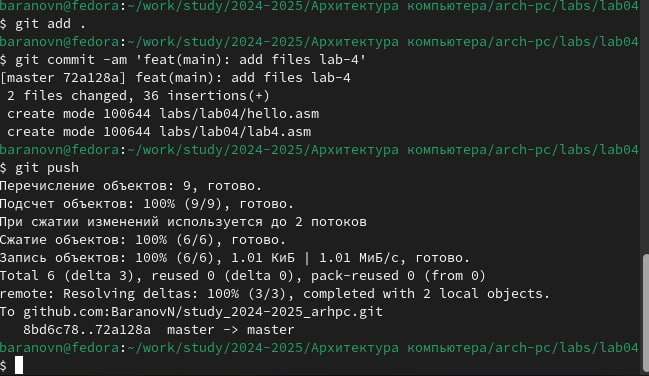 baranovn@fedora:~/work/study/2024-2025/Архитектура компьютера/arch-pc/labs/lab04
$ git add .
baranovn@fedora:~/work/study/2024-2025/Архитектура компьютера/arch-pc/labs/lab04
$ git commit -am 'feat(main): add files lab-4'
[master 72a128a] feat(main): add files lab-4
 2 files changed, 36 insertions(+)
 create mode 100644 labs/lab04/hello.asm
 create mode 100644 labs/lab04/lab4.asm
baranovn@fedora:~/work/study/2024-2025/Архитектура компьютера/arch-pc/labs/lab04
$ git push
Перечисление объектов: 9, готово.
Подсчет объектов: 100% (9/9), готово.
При сжатии изменений используется до 2 потоков
Сжатие объектов: 100% (6/6), готово.
Запись объектов: 100% (6/6), 1.01 КиБ | 1.01 МиБ/с, готово.
Total 6 (delta 3), reused 0 (delta 0), pack-reused 0 (from 0)
remote: Resolving deltas: 100% (3/3), completed with 2 local objects.
To github.com:BaranovN/study_2024-2025_arhpc.git
   8bd6c78..72a128a  master -> master
baranovn@fedora:~/work/study/2024-2025/Архитектура компьютера/arch-pc/labs/lab04
$